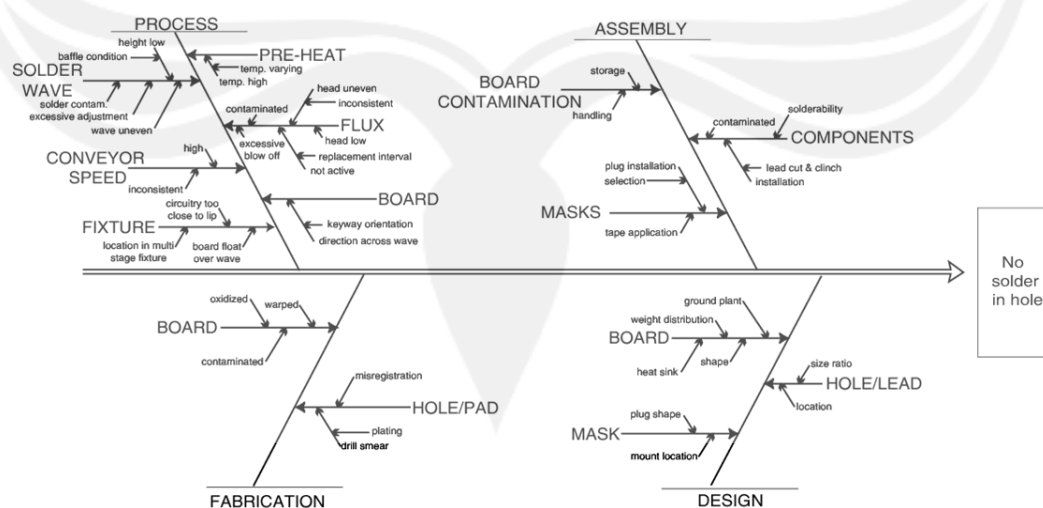 PROCESS
height low
baffle condition
SOLDER
WAVE
solder contam.
excessive adjustment
wave uneven
PRE-HEAT
temp. varying
temp. high
head uneven
inconsistent
contaminated
FLUX
excessive
blow off
head low
replacement interval
not active
CONVEYOR
SPEED
high
inconsistent
BOARD
keyway orientation
direction across wave
circuitry too
close to lip
FIXTURE
location in multi
stage fixture
board float
over wave
ASSEMBLY
storage
BOARD
CONTAMINATION
handling
solderability
contaminated
COMPONENTS
lead cut & clinch
installation
plug installation
selection
MASKS
tape application
No
solder
in hole
oxidized
warped
BOARD
contaminated
misregistration
HOLE/PAD
plating
drill smear
FABRICATION
ground plant
weight distribution
BOARD
heat sink
shape
size ratio
HOLE/LEAD
location
plug shape
MASK
mount location
DESIGN